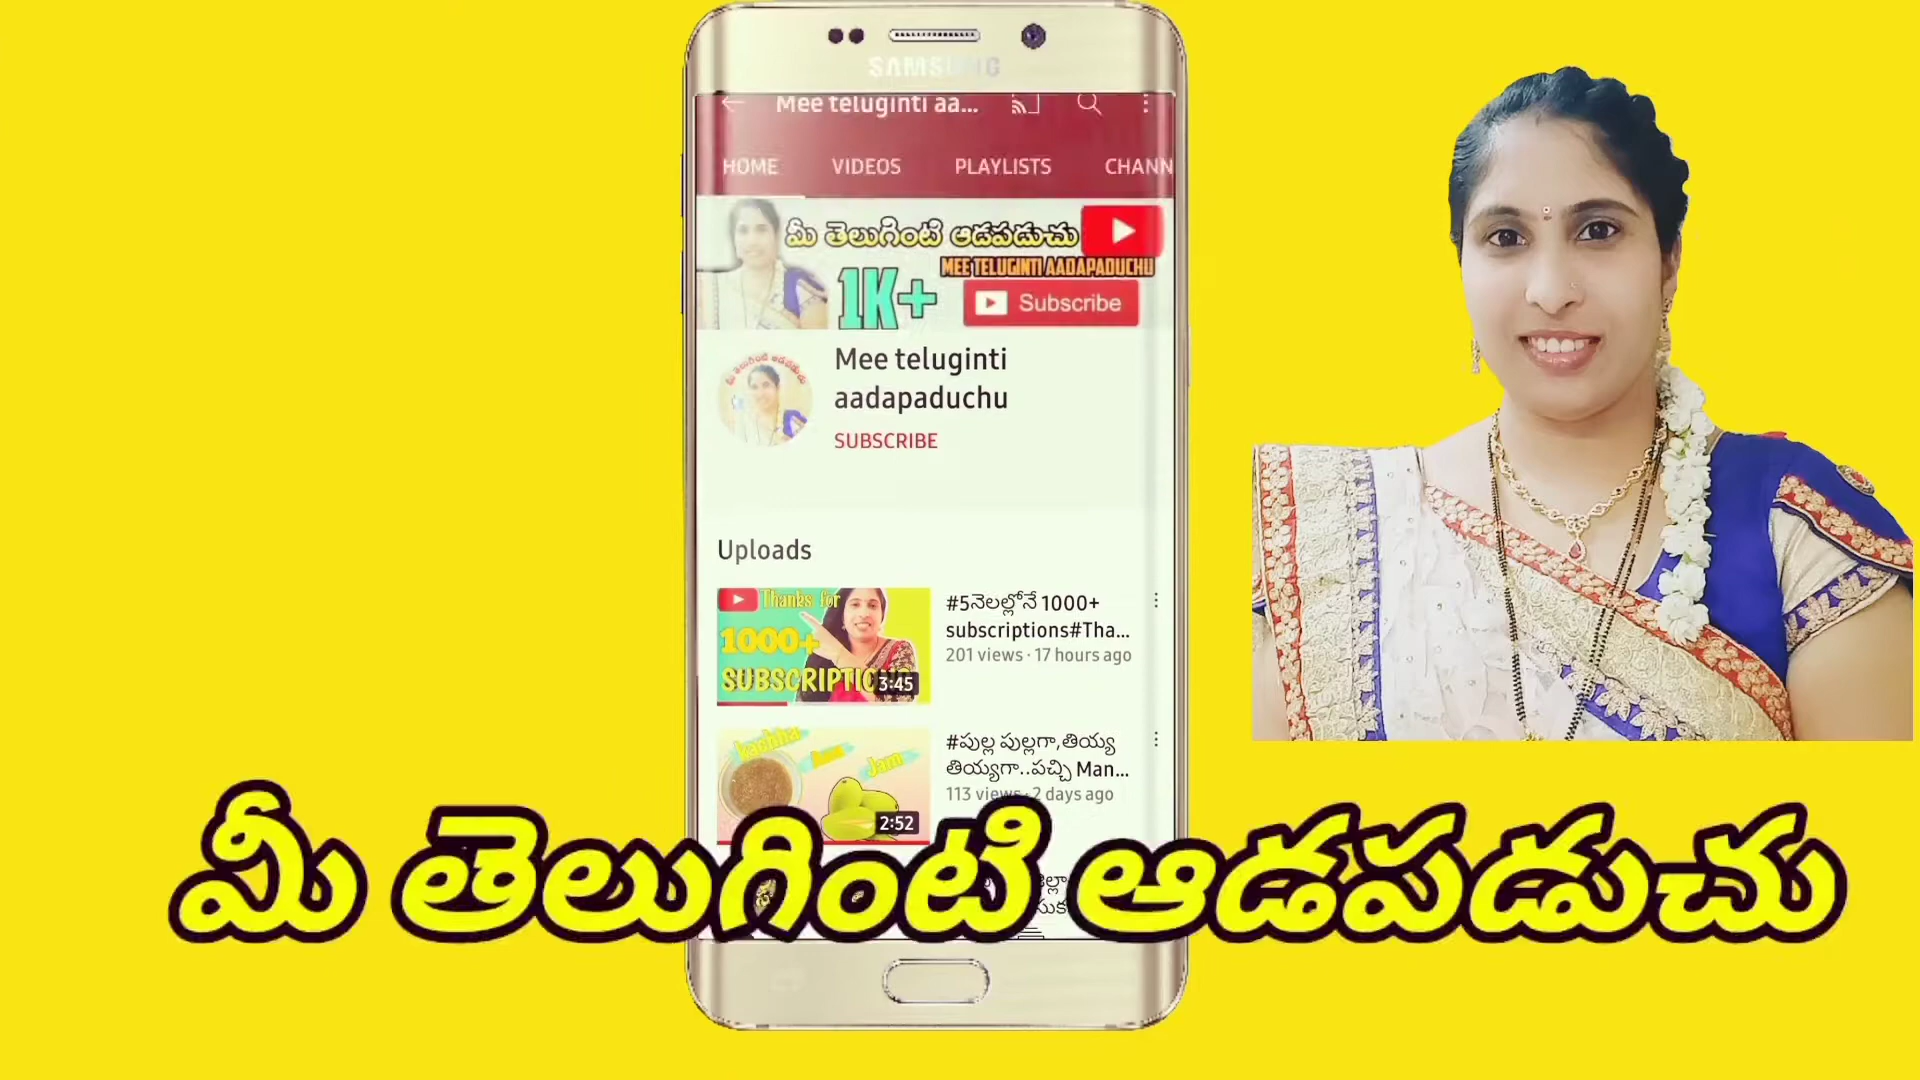 SAMSUNG
Mee teluginti aa...
HOME VIDEOS PLAYLISTS CHANN
మీ తెలుగింటి ఆడపడుచు
MEE TELUGINTI AADAPADUCHU
1K+
Subscribe
Mee teluginti
aadapaduchu
SUBSCRIBE
Uploads
Thanks for
1000+
SUBSCRIPTION
3:45
#5నెలల్లోనే 1000+
subscriptions#Tha...
201 views · 17 hours ago
kachha
Jam
2:52
#పుల్ల పుల్లగా,తియ్య
తియ్యగా..పచ్చి Man...
113 views · 2 days ago
మీ తెలుగింటి ఆడపడుచు